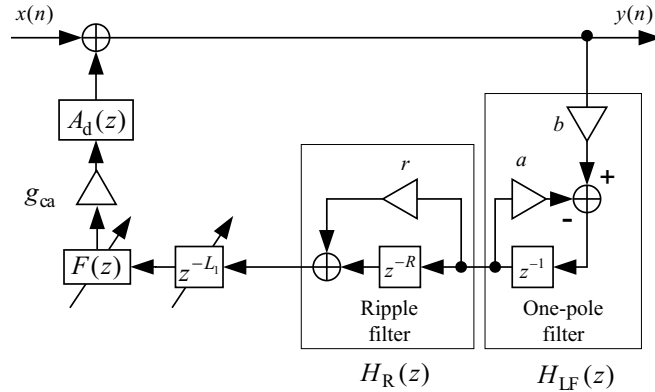 x(n)
y(n)
A_d(z)
b
r
a
+
-
g_ca
F(z)
z^{-L_1}
z^{-R}
z^{-1}
Ripple
filter
One-pole
filter
H_R(z)
H_LF(z)